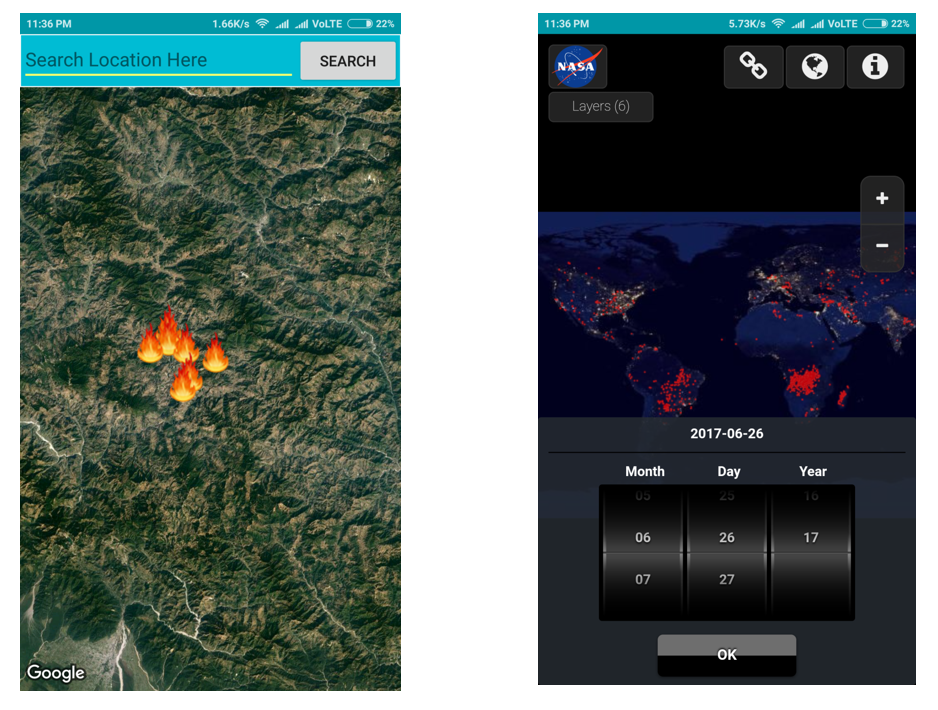 11:36 PM 1.66K/s VoLTE 22%
Search Location Here SEARCH
Google
11:36 PM 5.73K/s VoLTE 22%
NASA
Layers (6)
+
−
2017-06-26
Month Day Year
05 25 16
06 26 17
07 27
OK